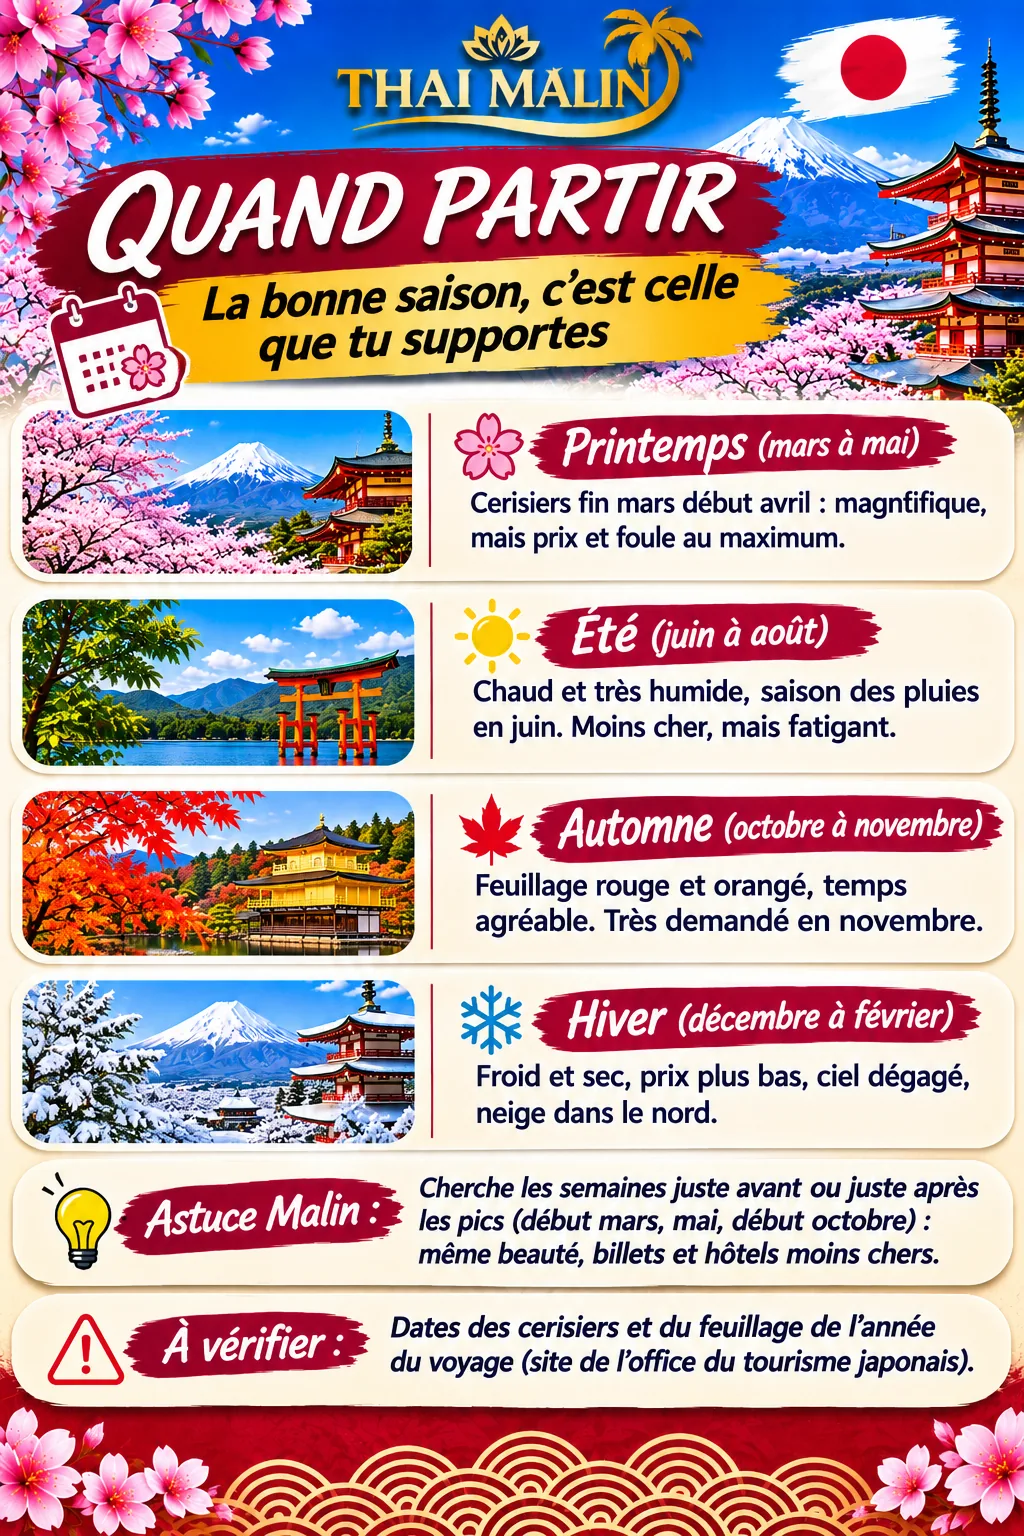 THAI MALIN
QUAND PARTIR
La bonne saison, c'est celle
que tu supportes
Printemps (mars à mai)
Cerisiers fin mars début avril : magnfifique,
mais prix et foule au maximum.
Été (juin à août)
Chaud et très humide, saison des pluies
en juin. Moins cher, mais fatigant.
Automne (octobre à novembre)
Feuillage rouge et orangé, temps
agréable. Très demandé en novembre.
Hiver (décembre à février)
Froid et sec, prix plus bas, ciel dégagé,
neige dans le nord.
Astuce Malin :
Cherche les semaines juste avant ou juste après
les pics (début mars, mai, début octobre) :
même beauté, billets et hôtels moins chers.
À vérifier :
Dates des cerisiers et du feuillage de l'année
du voyage (site de l'office du tourisme japonais).